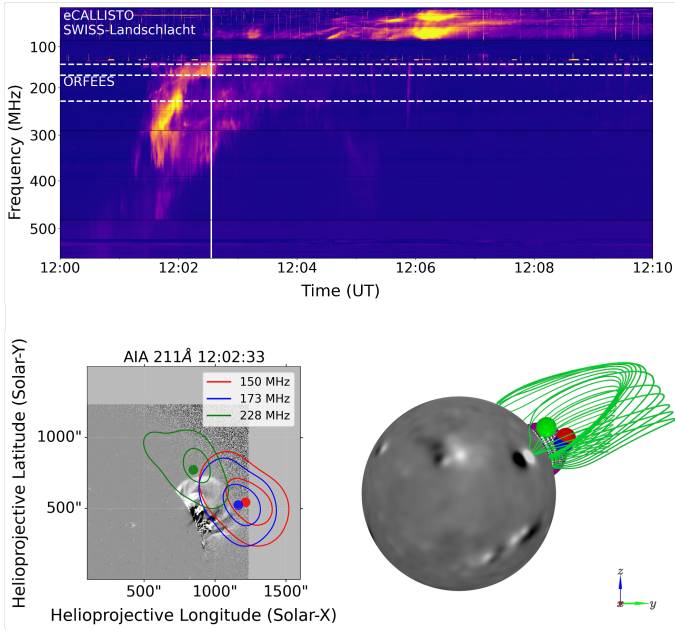 eCALLISTO
SWISS-Landschlacht
ORFEES
100
200
300
400
500
Frequency (MHz)
12:00
12:02
12:04
12:06
12:08
12:10
Time (UT)
AIA 211Å 12:02:33
150 MHz
173 MHz
228 MHz
1000"
500"
Helioprojective Latitude (Solar-Y)
500"
1000"
1500"
Helioprojective Longitude (Solar-X)
z
x
y